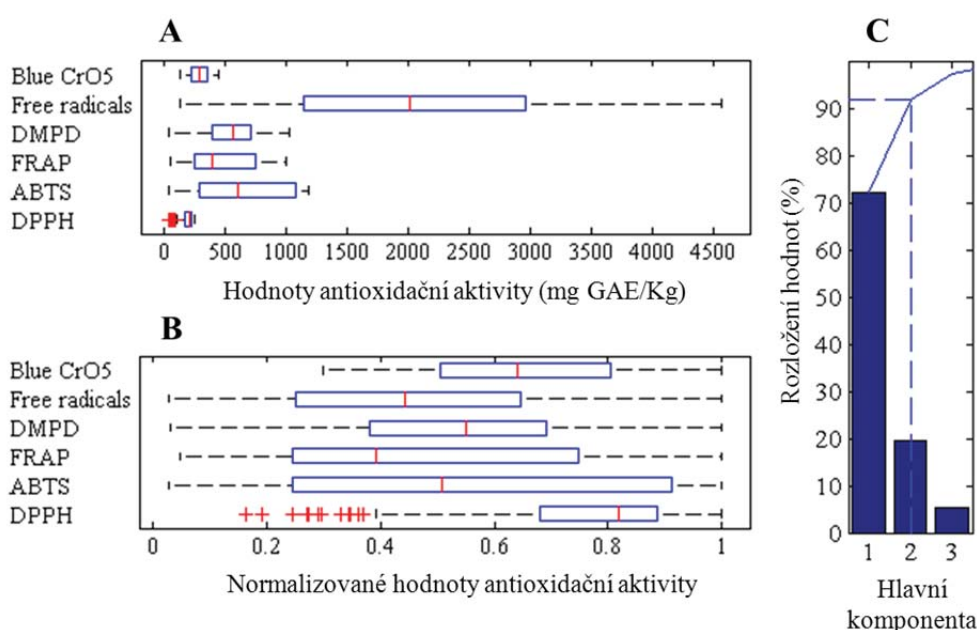 A
Blue CrO5
Free radicals
DMPD
FRAP
ABTS
DPPH
0 500 1000 1500 2000 2500 3000 3500 4000 4500
Hodnoty antioxidační aktivity (mg GAE/Kg)
B
Blue CrO5
Free radicals
DMPD
FRAP
ABTS
DPPH
0 0.2 0.4 0.6 0.8 1
Normalizované hodnoty antioxidační aktivity
C
Rozložení hodnot (%)
90
80
70
60
50
40
30
20
10
0
1 2 3
Hlavní
komponenta